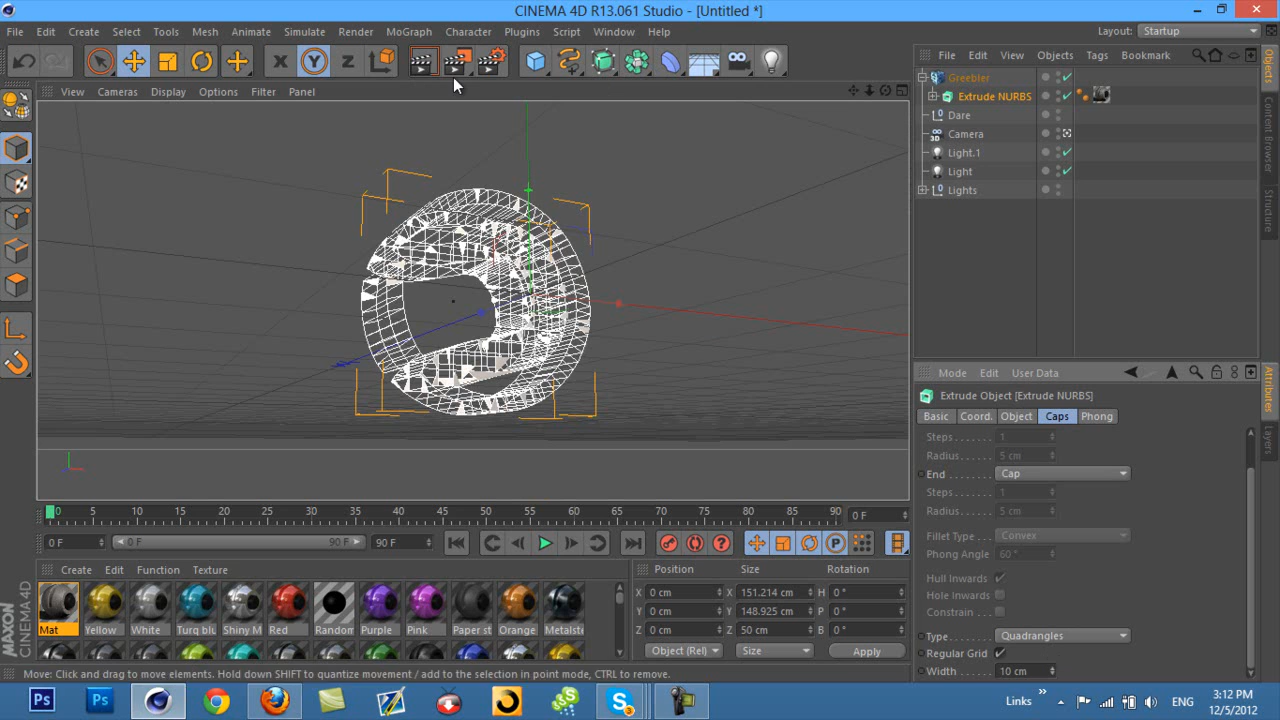 CINEMA 4D R13.061 Studio - [Untitled *]
File Edit Create Select Tools Mesh Animate Simulate Render MoGraph Character Plugins Script Window Help
Layout: Startup
X Y Z
File Edit View Objects Tags Bookmark
View Cameras Display Options Filter Panel
Greebler
Extrude NURBS
Dare
Camera
Light.1
Light
Lights
Objects
Content Browser
Structure
Mode Edit User Data
Extrude Object [Extrude NURBS]
Basic Coord. Object Caps Phong
Steps 1
Radius 5 cm
End Cap
Steps 1
Radius 5 cm
Fillet Type Convex
Phong Angle 60 °
Hull Inwards
Hole Inwards
Constrain
Type Quadrangles
Regular Grid
Width 10 cm
Attributes
Layers
0 5 10 15 20 25 30 35 40 45 50 55 60 65 70 75 80 85 90 0 F
0 F 0 F 90 F 90 F
Create Edit Function Texture
Mat Yellow White Turq blu Shiny M Red Random Purple Pink Paper st Orange Metalste
Position Size Rotation
X 0 cm X 151.214 cm H 0 °
Y 0 cm Y 148.925 cm P 0 °
Z 0 cm Z 50 cm B 0 °
Object (Rel) Size Apply
MAXON
CINEMA 4D
Move: Click and drag to move elements. Hold down SHIFT to quantize movement / add to the selection in point mode, CTRL to remove.
Ps Ps S 3 Links » ENG
3:12 PM
12/5/2012